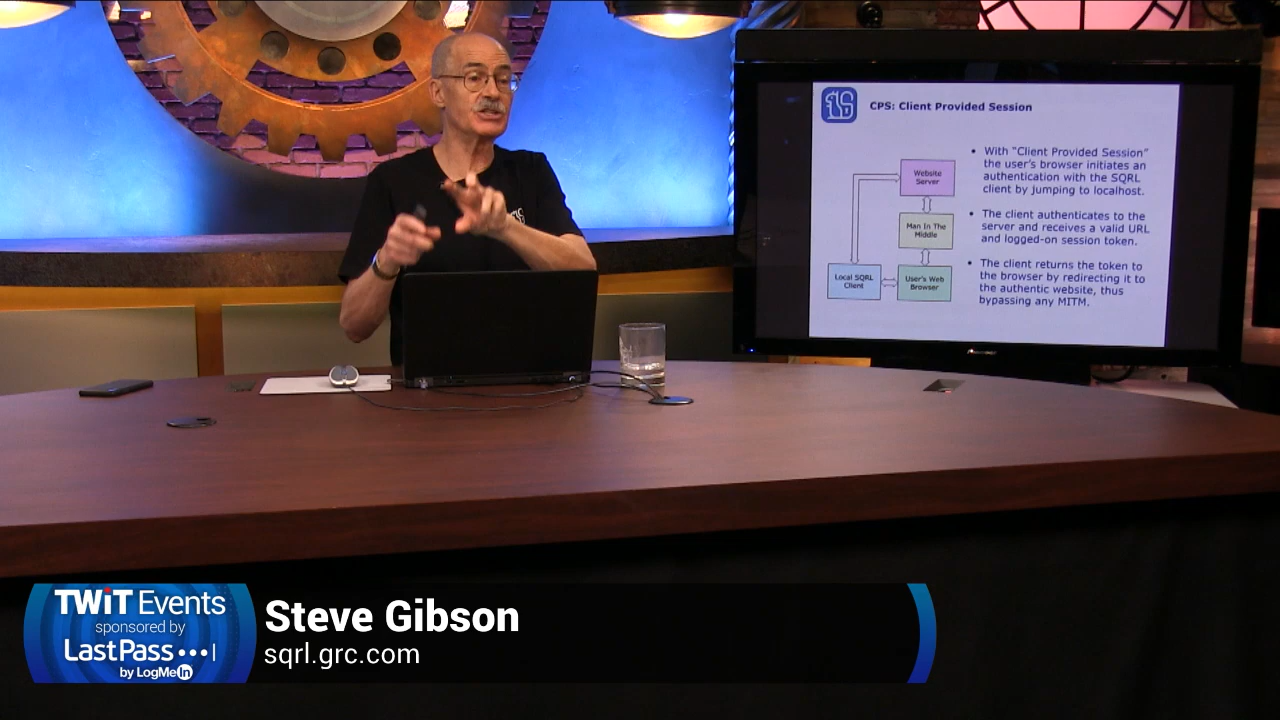 CPS: Client Provided Session
Website
Server
Man In The
Middle
Local SQRL
Client
User's Web
Browser
• With "Client Provided Session"
the user's browser initiates an
authentication with the SQRL
client by jumping to localhost.
• The client authenticates to the
server and receives a valid URL
and logged-on session token.
• The client returns the token to
the browser by redirecting it to
the authentic website, thus
bypassing any MITM.
TWiT Events
sponsored by
LastPass •••|
by LogMeIn
Steve Gibson
sqrl.grc.com